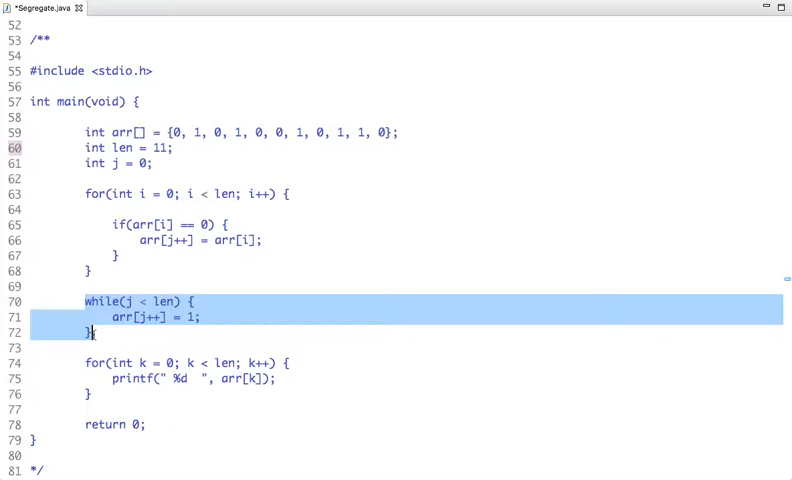 *Segregate.java
52
53 /**
54
55 #include <stdio.h>
56
57 int main(void) {
58
59 int arr[] = {0, 1, 0, 1, 0, 0, 1, 0, 1, 1, 0};
60 int len = 11;
61 int j = 0;
62
63 for(int i = 0; i < len; i++) {
64
65 if(arr[i] == 0) {
66 arr[j++] = arr[i];
67 }
68 }
69
70 while(j < len) {
71 arr[j++] = 1;
72 }
73
74 for(int k = 0; k < len; k++) {
75 printf(" %d  ", arr[k]);
76 }
77
78 return 0;
79 }
80
81 */